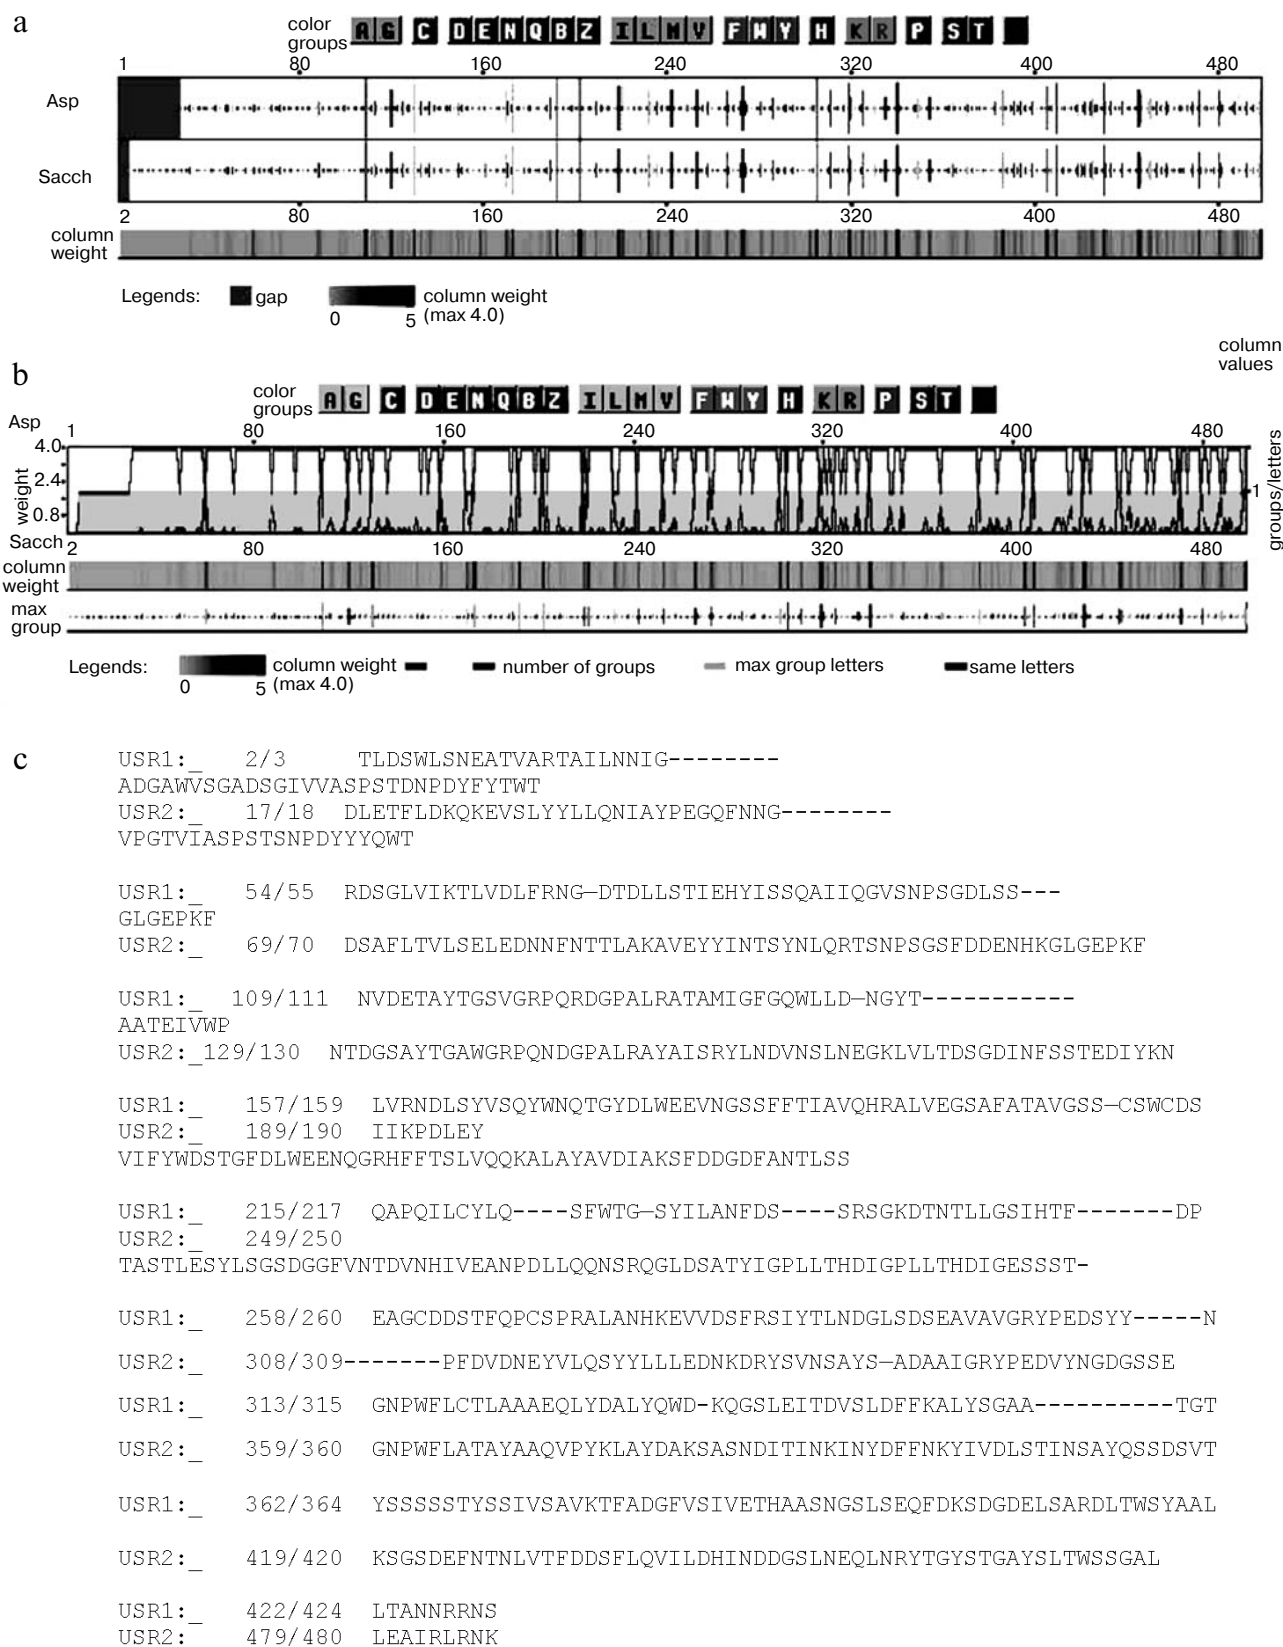 a
color groups A G C D E N Q B Z I L M V F W Y H K R P S T
1 80 160 240 320 400 480
Asp
Sacch
2 80 160 240 320 400 480
column weight
Legends: gap 0 5 column weight (max 4.0)
column values
b
color groups A G C D E N Q B Z I L M V F W Y H K R P S T
Asp 1 80 160 240 320 400 480
weight 4.0 2.4 0.8
1 groups/letters
Sacch 2 80 160 240 320 400 480
column weight
max group
Legends: 0 5 column weight (max 4.0) number of groups max group letters same letters
c
USR1:_ 2/3 TLDSWLSNEATVARTAILNNIG--------
ADGAWVSGADSGIVVASPSTDNPDYFYTWT
USR2:_ 17/18 DLETFLDKQKEVSLYYLLQNIAYPEGQFNNG--------
VPGTVIASPSTSNPDYYYQWT
USR1:_ 54/55 RDSGLVIKTLVDLFRNG–DTDLLSTIEHYISSQAIIQGVSNPSGDLSS---
GLGEPKF
USR2:_ 69/70 DSAFLTVLSELEDNNFNTTLAKAVEYYINTSYNLQRTSNPSGSFDDENHKGLGEPKF
USR1:_ 109/111 NVDETAYTGSVGRPQRDGPALRATAMIGFGQWLLD–NGYT-----------
AATEIVWP
USR2:_129/130 NTDGSAYTGAWGRPQNDGPALRAYAISRYLNDVNSLNEGKLVLTDSGDINFSSTEDIYKN
USR1:_ 157/159 LVRNDLSYVSQYWNQTGYDLWEEVNGSSFFTIAVQHRALVEGSAFATAVGSS–CSWCDS
USR2:_ 189/190 IIKPDLEY
VIFYWDSTGFDLWEENQGRHFFTSLVQQKALAYAVDIAKSFDDGDFANTLSS
USR1:_ 215/217 QAPQILCYLQ----SFWTG–SYILANFDS----SRSGKDTNTLLGSIHTF-------DP
USR2:_ 249/250
TASTLESYLSGSDGGFVNTDVNHIVEANPDLLQQNSRQGLDSATYIGPLLTHDIGPLLTHDIGESSST-
USR1:_ 258/260 EAGCDDSTFQPCSPRALANHKEVVDSFRSIYTLNDGLSDSEAVAVGRYPEDSYY-----N
USR2:_ 308/309-------PFDVDNEYVLQSYYLLLEDNKDRYSVNSAYS–ADAAIGRYPEDVYNGDGSSE
USR1:_ 313/315 GNPWFLCTLAAAEQLYDALYQWD-KQGSLEITDVSLDFFKALYSGAA----------TGT
USR2:_ 359/360 GNPWFLATAYAAQVPYKLAYDAKSASNDITINKINYDFFNKYIVDLSTINSAYQSSDSVT
USR1:_ 362/364 YSSSSSTYSSIVSAVKTFADGFVSIVETHAASNGSLSEQFDKSDGDELSARDLTWSYAAL
USR2:_ 419/420 KSGSDEFNTNLVTFDDSFLQVILDHINDDGSLNEQLNRYTGYSTGAYSLTWSSGAL
USR1:_ 422/424 LTANNRRNS
USR2: 479/480 LEAIRLRNK